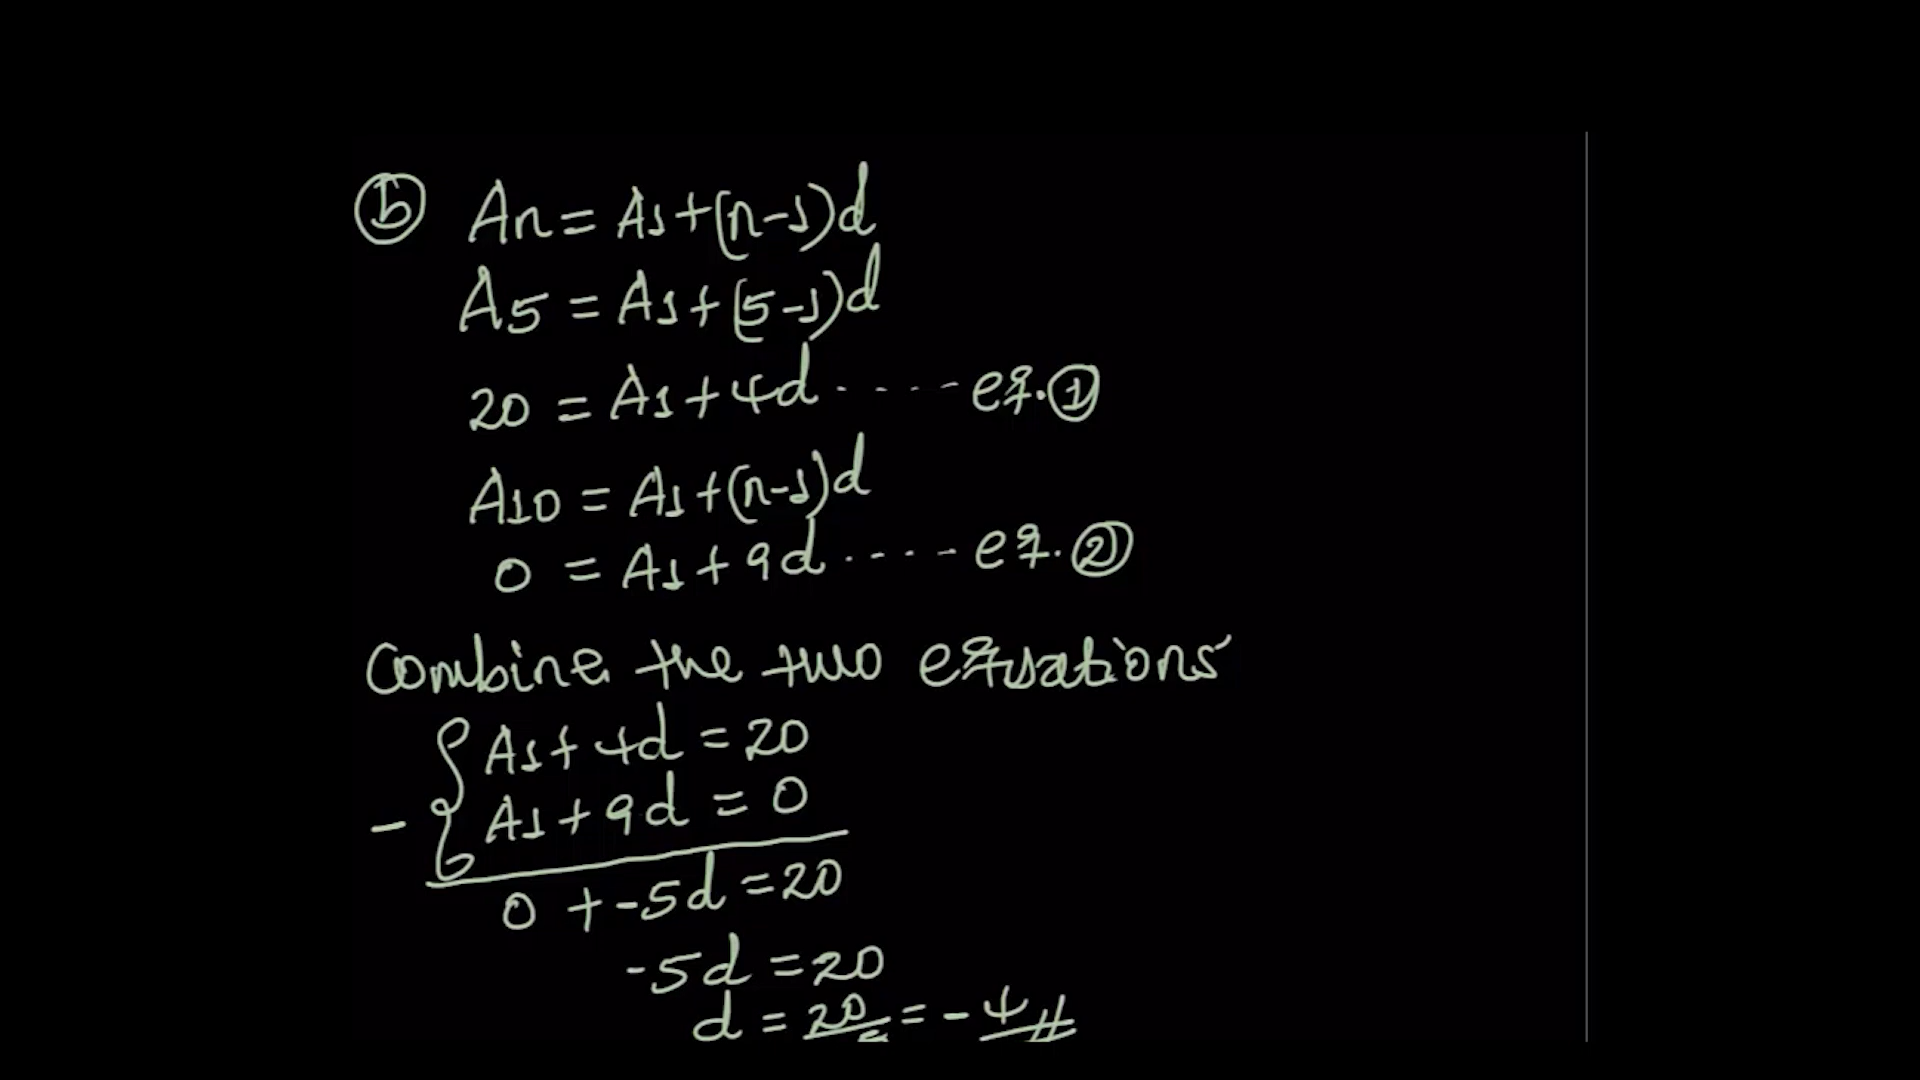 b An = A1 + (n-1)d
A5 = A1 + (5-1)d
20 = A1 + 4d ..... eq. 1
A10 = A1 + (n-1)d
0 = A1 + 9d ..... eq. 2
Combine the two equations
A1 + 4d = 20
- A1 + 9d = 0
0 + -5d = 20
-5d = 20
d = 20 = -4